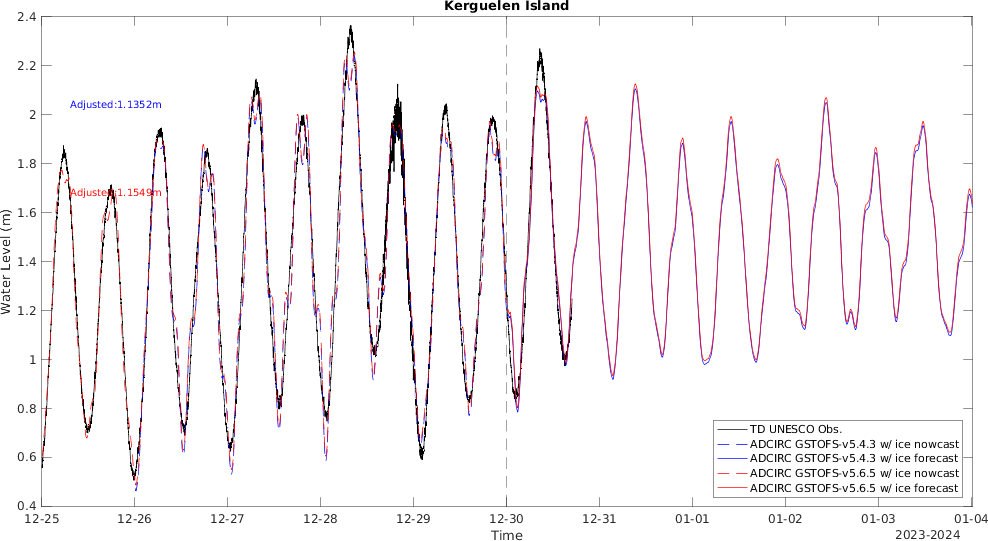 Kerguelen Island
Water Level (m)
2.4
2.2
2
1.8
1.6
1.4
1.2
1
0.8
0.6
0.4
Adjusted:1.1352m
Adjusted:1.1549m
TD UNESCO Obs.
ADCIRC GSTOFS-v5.4.3 w/ ice nowcast
ADCIRC GSTOFS-v5.4.3 w/ ice forecast
ADCIRC GSTOFS-v5.6.5 w/ ice nowcast
ADCIRC GSTOFS-v5.6.5 w/ ice forecast
12-25 12-26 12-27 12-28 12-29 12-30 12-31 01-01 01-02 01-03 01-04
Time
2023-2024